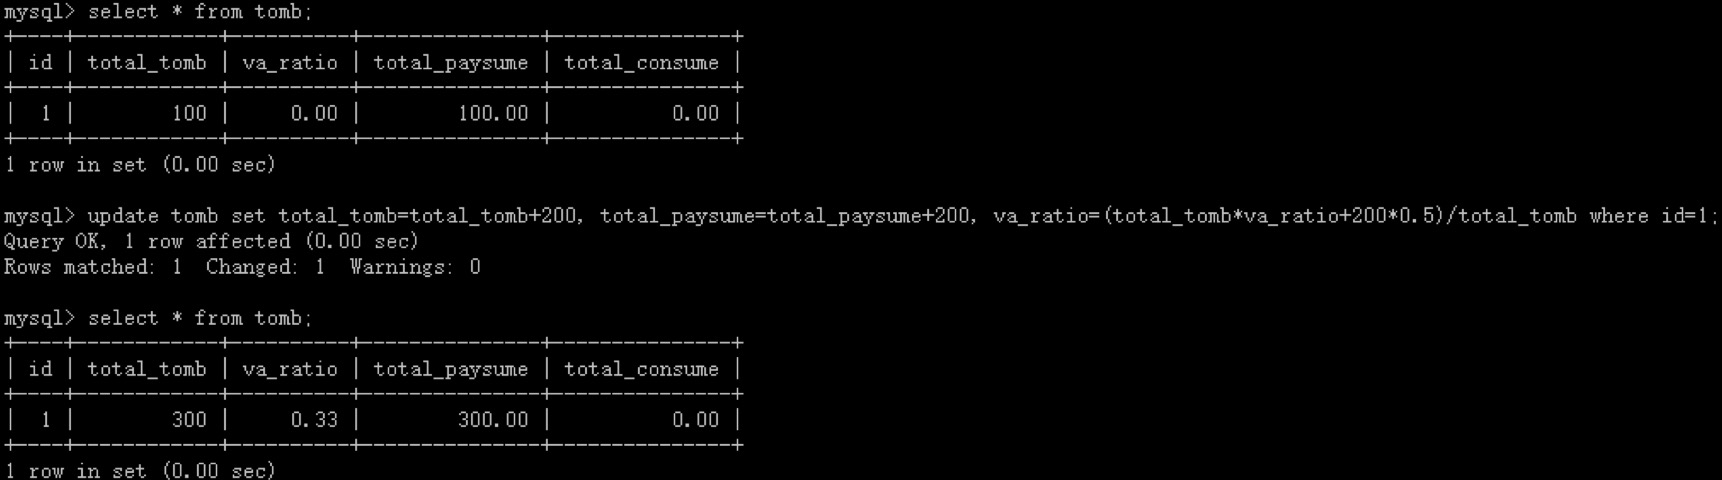 mysql> select * from tomb;
+----+------------+----------+----------------+---------------+
| id | total_tomb | va_ratio | total_paysume | total_consume |
+----+------------+----------+----------------+---------------+
| 1 | 100 | 0.00 | 100.00 | 0.00 |
+----+------------+----------+----------------+---------------+
1 row in set (0.00 sec)
mysql> update tomb set total_tomb=total_tomb+200, total_paysume=total_paysume+200, va_ratio=(total_tomb*va_ratio+200*0.5)/total_tomb where id=1;
Query OK, 1 row affected (0.00 sec)
Rows matched: 1 Changed: 1 Warnings: 0
mysql> select * from tomb;
+----+------------+----------+----------------+---------------+
| id | total_tomb | va_ratio | total_paysume | total_consume |
+----+------------+----------+----------------+---------------+
| 1 | 300 | 0.33 | 300.00 | 0.00 |
+----+------------+----------+----------------+---------------+
1 row in set (0.00 sec)